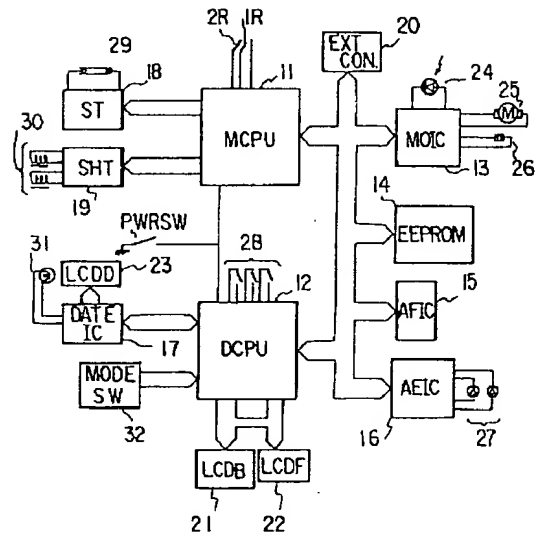 2R 1R
29
18
ST
11
MCPU
EXT
CON.
20
24
25
M
MOIC
26
13
30
SHT
19
14
EEPROM
PWRSW
28
31
LCDD
23
12
15
AFIC
DATE
IC
17
DCPU
MODE
SW
32
AEIC
16
27
LCDB
LCDF
21
22